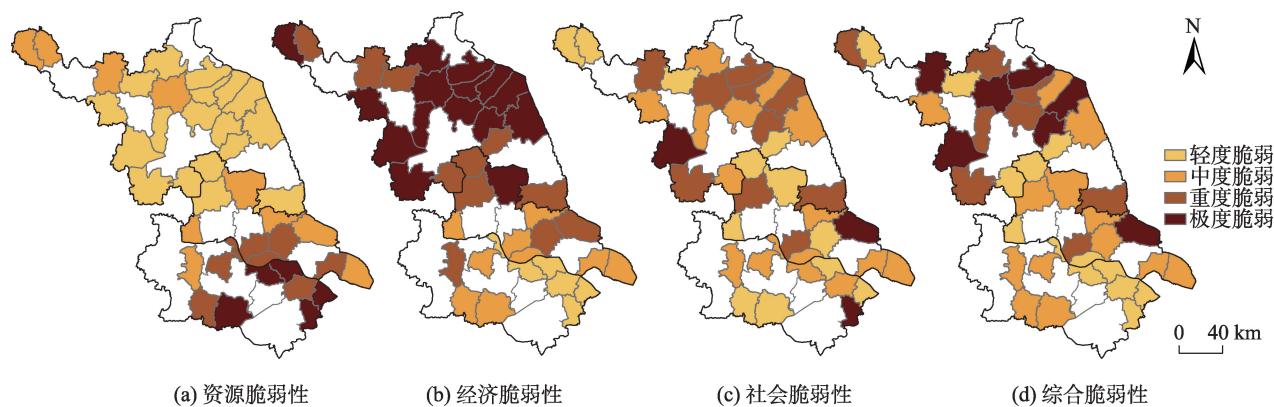 N
轻度脆弱
中度脆弱
重度脆弱
极度脆弱
0 40 km
(a) 资源脆弱性
(b) 经济脆弱性
(c) 社会脆弱性
(d) 综合脆弱性